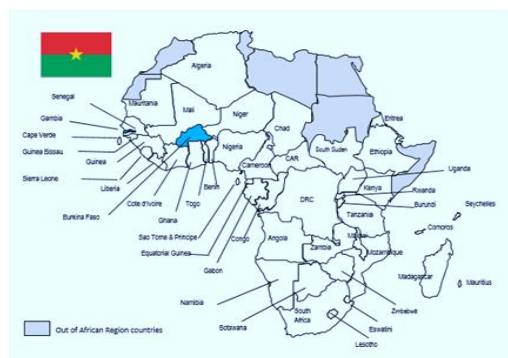 Algeria
Senegal
Mauritania
Mali
Niger
Gambia
Chad
Eritrea
Cape Verde
Guinea Bissau
Nigeria
South Sudan
Ethiopia
Guinea
Cameroon
CAR
Uganda
Sierra Leone
Liberia
Benin
Kenya
Rwanda
Cote d'Ivoire
Togo
DRC
Burundi
Seychelles
Burkina Faso
Ghana
Tanzania
Sao Tome & Principe
Congo
Comoros
Equatorial Guinea
Angola
Malawi
Gabon
Zambia
Mozambique
Madagascar
Mauritius
Namibia
Zimbabwe
Botswana
South
Africa
Eswatini
Lesotho
Out of African Region countries